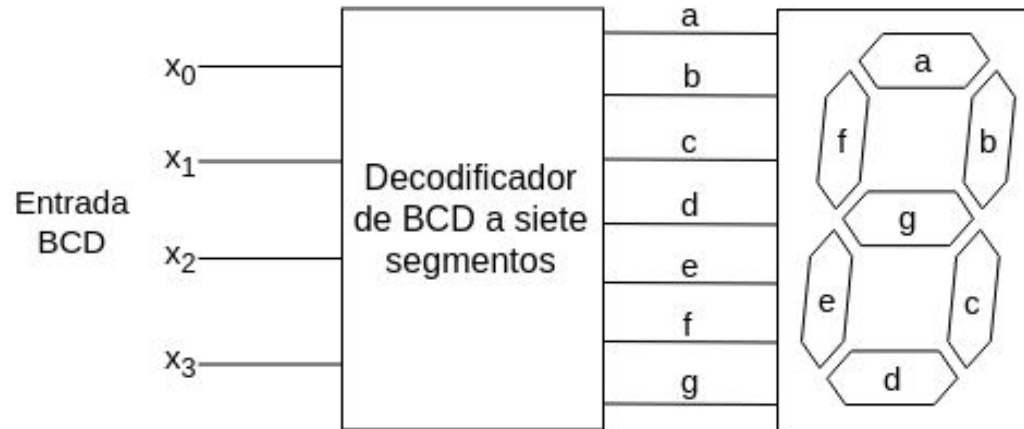 Entrada
BCD
x0
x1
x2
x3
Decodificador
de BCD a siete
segmentos
a
b
c
d
e
f
g
a
f
b
g
e
c
d